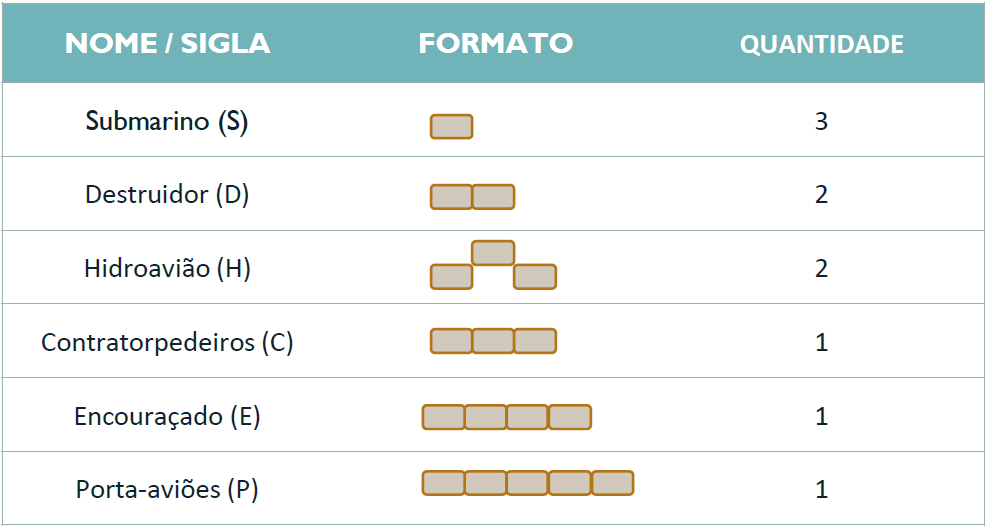 NOME / SIGLA FORMATO QUANTIDADE
Submarino (S) 3
Destruidor (D) 2
Hidroavião (H) 2
Contratorpedeiros (C) 1
Encouraçado (E) 1
Porta-aviões (P) 1